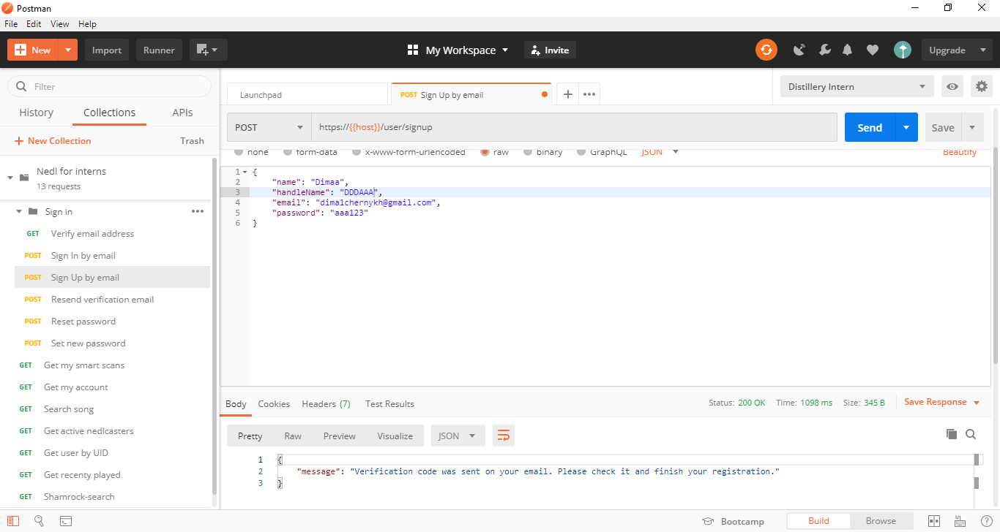 Postman
File Edit View Help
New Import Runner My Workspace Invite Upgrade
Filter
History Collections APIs
New Collection Trash
Nedl for interns
13 requests
Sign in
GET Verify email address
POST Sign In by email
POST Sign Up by email
POST Resend verification email
POST Reset password
POST Set new password
GET Get my smart scans
GET Get my account
GET Search song
GET Get active nedlcasters
GET Get user by UID
GET Get recenty played
GET Shamrock-search
Launchpad POST Sign Up by email Distillery Intern
POST https://{{host}}/user/signup Send Save
none form-data x-www-form-urlencoded raw binary GraphQL JSON Beautify
1 {
2 "name": "Dimaa",
3 "handleName": "DDDAAA",
4 "email": "dima1chernykh@gmail.com",
5 "password": "aaa123"
6 }
Body Cookies Headers (7) Test Results Status: 200 OK Time: 1098 ms Size: 345 B Save Response
Pretty Raw Preview Visualize JSON
1 {
2 "message": "Verification code was sent on your email. Please check it and finish your registration."
3 }
Bootcamp Build Browse